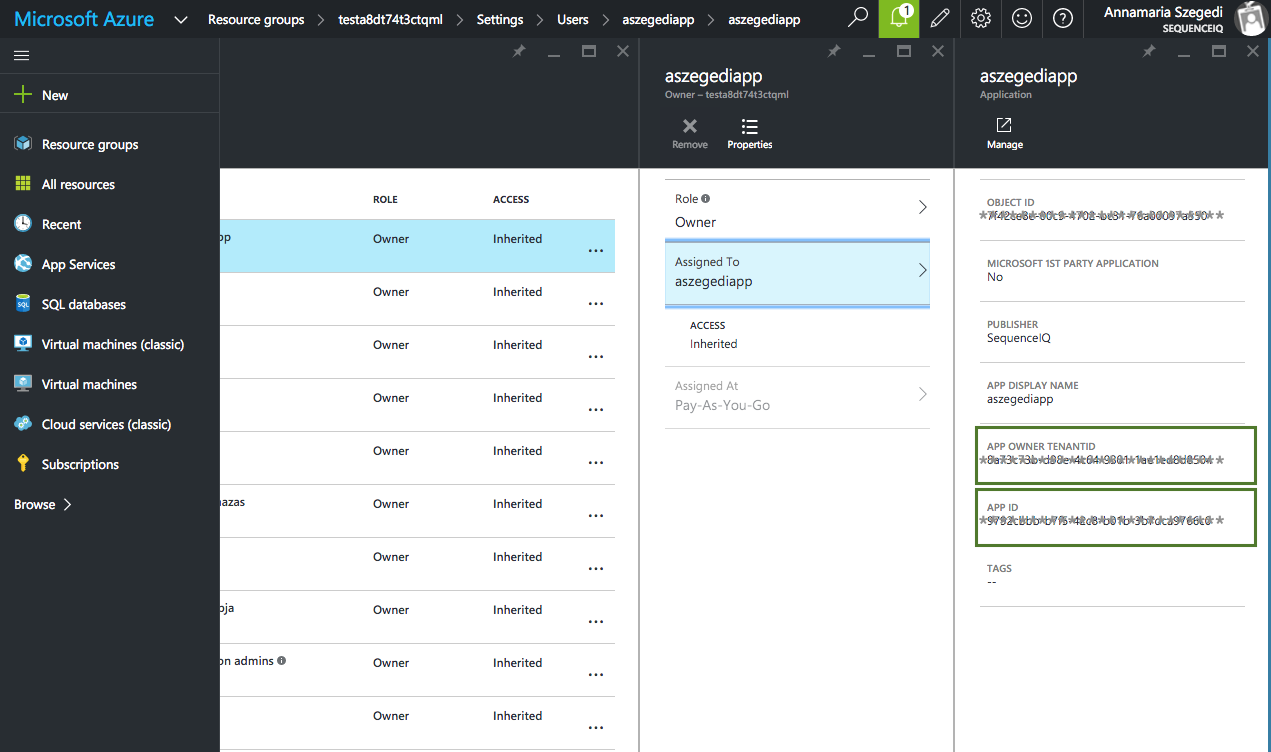 Microsoft Azure
Resource groups
testa8dt74t3ctqml
Settings
Users
aszegediapp
aszegediapp
1
Annamaria Szegedi
SEQUENCEIQ
New
Resource groups
All resources
Recent
App Services
SQL databases
Virtual machines (classic)
Virtual machines
Cloud services (classic)
Subscriptions
Browse
ROLE ACCESS
pp Owner Inherited ...
Owner Inherited ...
Owner Inherited ...
Owner Inherited ...
Owner Inherited ...
nazas Owner Inherited ...
Owner Inherited ...
oja Owner Inherited ...
on admins Owner Inherited ...
Owner Inherited ...
aszegediapp
Owner – testa8dt74t3ctqml
Remove Properties
Role
Owner
Assigned To
aszegediapp
ACCESS
Inherited
Assigned At
Pay-As-You-Go
aszegediapp
Application
Manage
OBJECT ID
MICROSOFT 1ST PARTY APPLICATION
No
PUBLISHER
SequenceIQ
APP DISPLAY NAME
aszegediapp
APP OWNER TENANTID
APP ID
TAGS
--